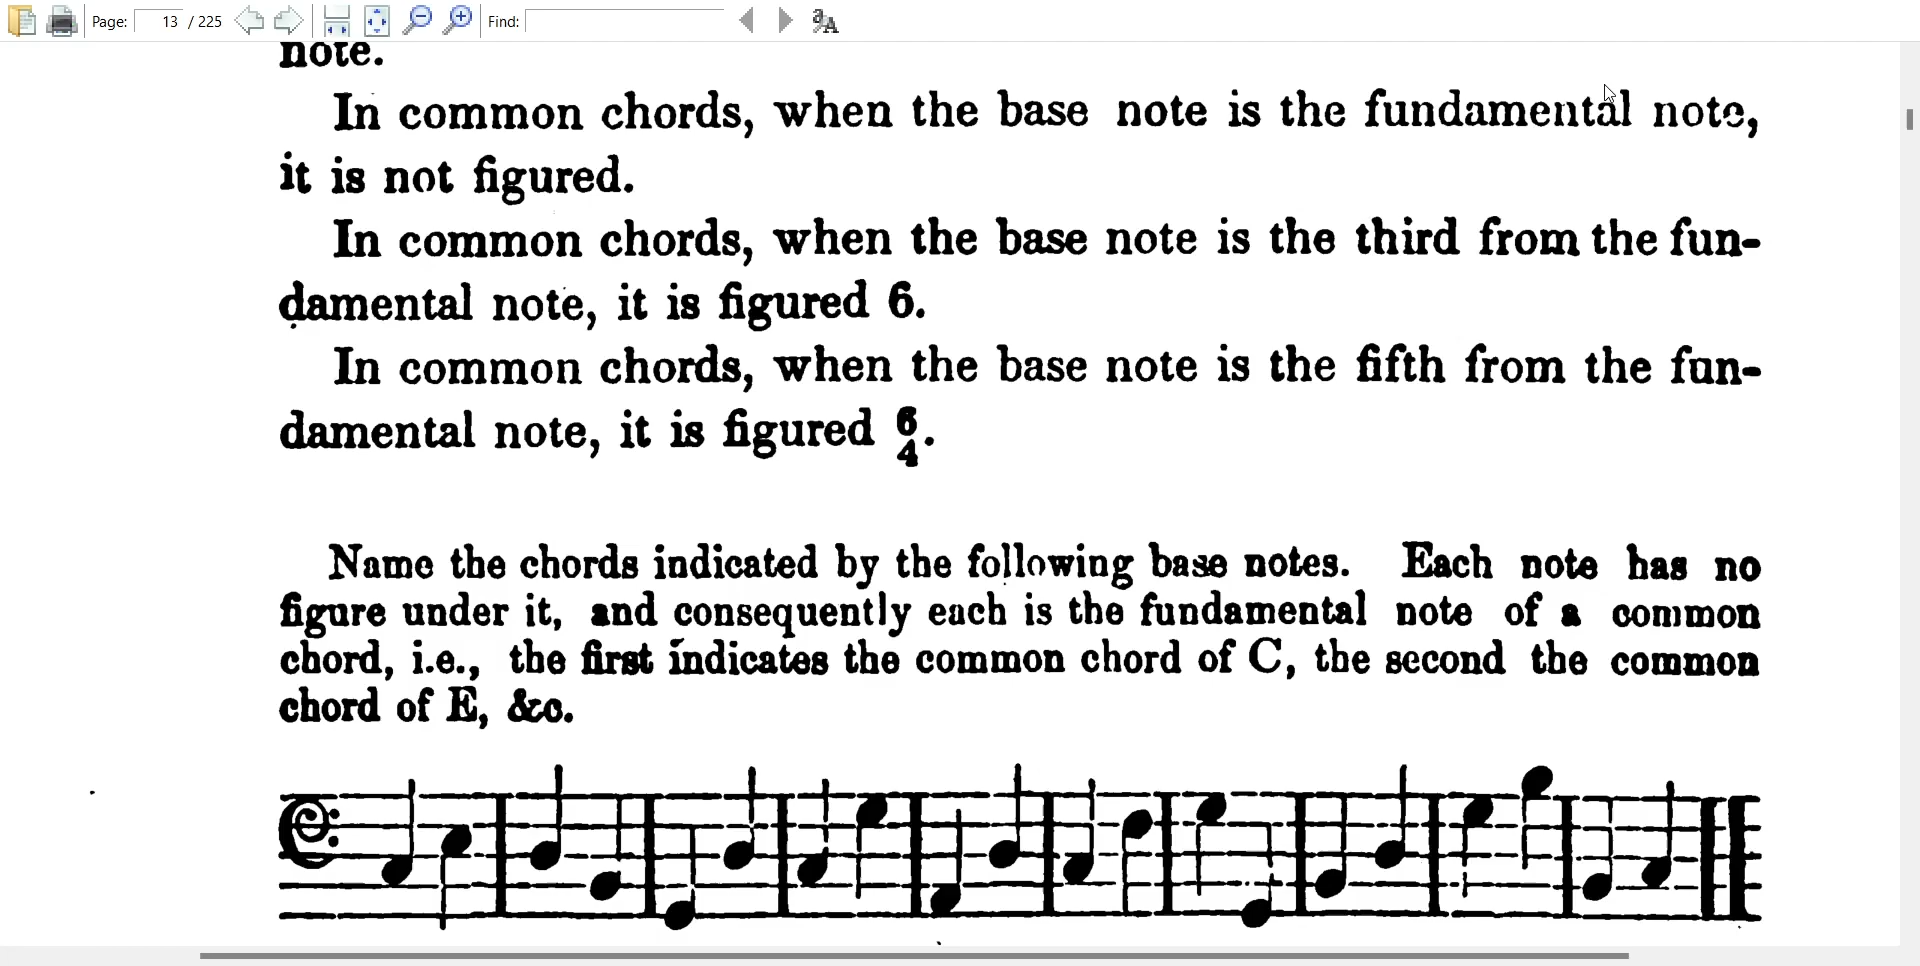 Page: 13 / 225 Find:
note.
In common chords, when the base note is the fundamental note,
it is not figured.
In common chords, when the base note is the third from the fun-
damental note, it is figured 6.
In common chords, when the base note is the fifth from the fun-
damental note, it is figured 6/4.
Name the chords indicated by the following base notes. Each note has no
figure under it, and consequently each is the fundamental note of a common
chord, i.e., the first indicates the common chord of C, the second the common
chord of E, &c.